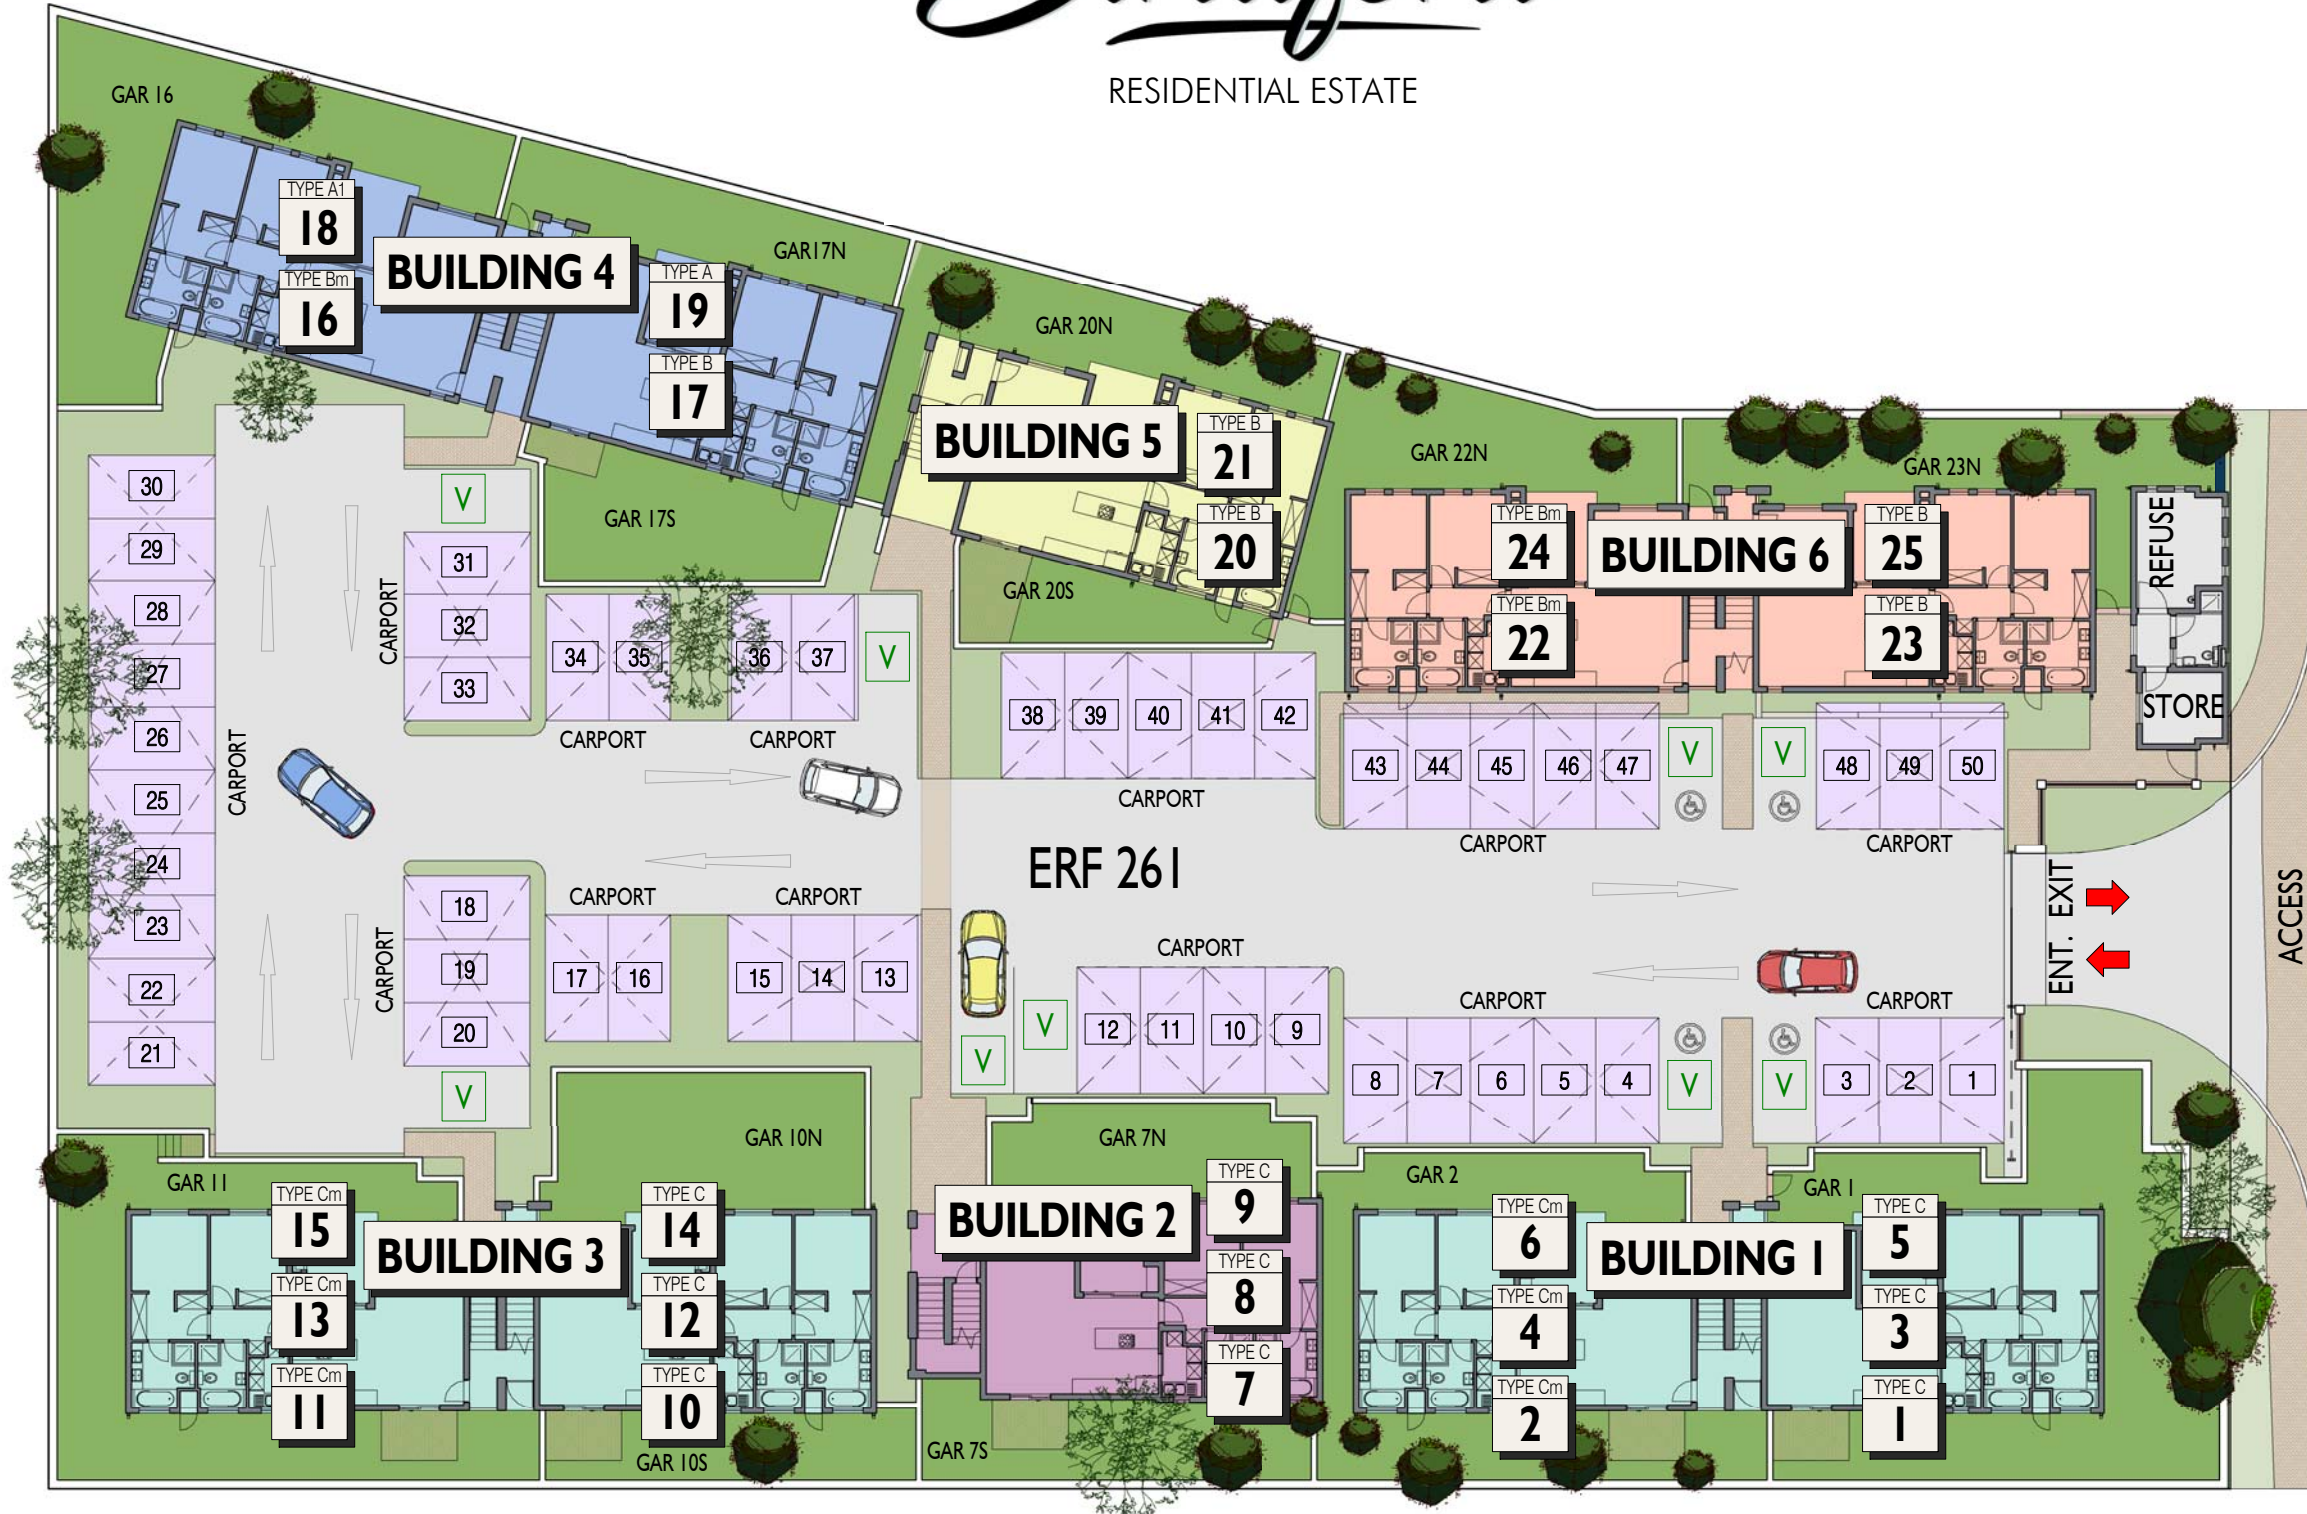 RESIDENTIAL ESTATE
GAR 16
TYPE A1
18
TYPE Bm
16
BUILDING 4
GAR17N
TYPE A
19
TYPE B
17
GAR 17S
GAR 20N
BUILDING 5
TYPE B
21
TYPE B
20
GAR 20S
GAR 22N
GAR 23N
TYPE Bm
24
TYPE Bm
22
BUILDING 6
TYPE B
25
TYPE B
23
REFUSE
STORE
30
29
28
27
26
25
24
23
22
21
CARPORT
V
31
32
33
CARPORT
34
35
36
37
V
CARPORT
CARPORT
38
39
40
41
42
CARPORT
43
44
45
46
47
V
V
48
49
50
CARPORT
CARPORT
ERF 261
EXIT
ENT.
ACCESS
18
19
20
V
CARPORT
CARPORT
CARPORT
17
16
15
14
13
CARPORT
V
V
12
11
10
9
CARPORT
CARPORT
8
7
6
5
4
V
V
3
2
1
GAR 11
GAR 10N
TYPE Cm
15
TYPE Cm
13
TYPE Cm
11
BUILDING 3
TYPE C
14
TYPE C
12
TYPE C
10
GAR 10S
GAR 7N
BUILDING 2
TYPE C
9
TYPE C
8
TYPE C
7
GAR 7S
GAR 2
GAR 1
TYPE Cm
6
TYPE Cm
4
TYPE Cm
2
BUILDING 1
TYPE C
5
TYPE C
3
TYPE C
1